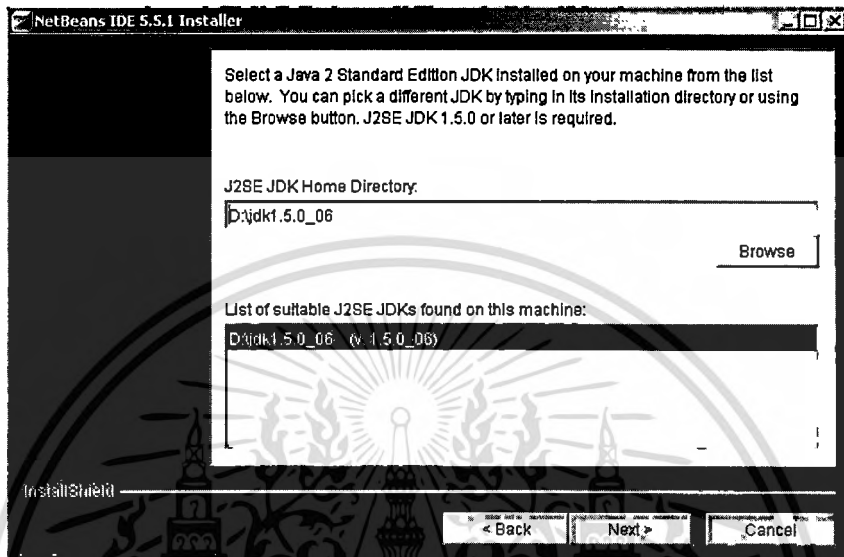 NetBeans IDE 5.5.1 Installer
Select a Java 2 Standard Edition JDK installed on your machine from the list
below. You can pick a different JDK by typing in its installation directory or using
the Browse button. J2SE JDK 1.5.0 or later is required.
J2SE JDK Home Directory:
D:\jdk1.5.0_06
Browse
List of suitable J2SE JDKs found on this machine:
D:\jdk1.5.0_06 (v. 1.5.0_06)
InstallShield
< Back Next > Cancel